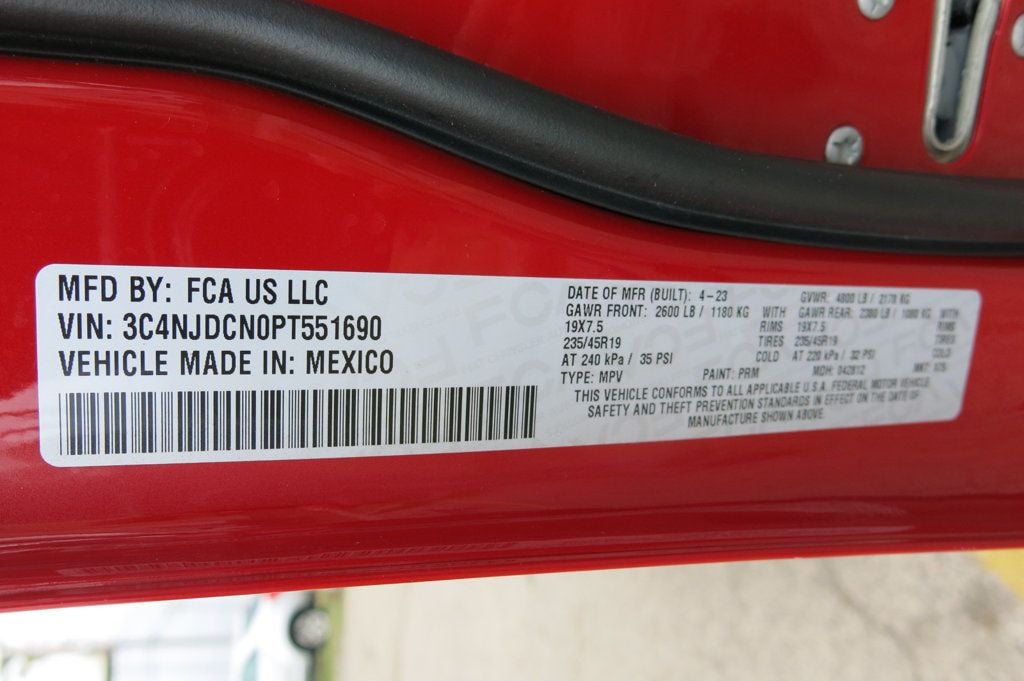 MFD BY: FCA US LLC
VIN: 3C4NJDCN0PT551690
VEHICLE MADE IN: MEXICO
DATE OF MFR (BUILT): 4-23 GVWR: 4800 LB / 2178 KG
GAWR FRONT: 2600 LB / 1180 KG WITH GAWR REAR: 2380 LB / 1080 KG WITH
19X7.5 RIMS 19X7.5 RIMS
235/45R19 TIRES 235/45R19 TIRES
AT 240 kPa / 35 PSI COLD AT 220 kPa / 32 PSI COLD
TYPE: MPV PAINT: PRM MDH: 042812 MKT:
THIS VEHICLE CONFORMS TO ALL APPLICABLE U.S.A. FEDERAL MOTOR VEHICLE
SAFETY AND THEFT PREVENTION STANDARDS IN EFFECT ON THE DATE OF
MANUFACTURE SHOWN ABOVE.